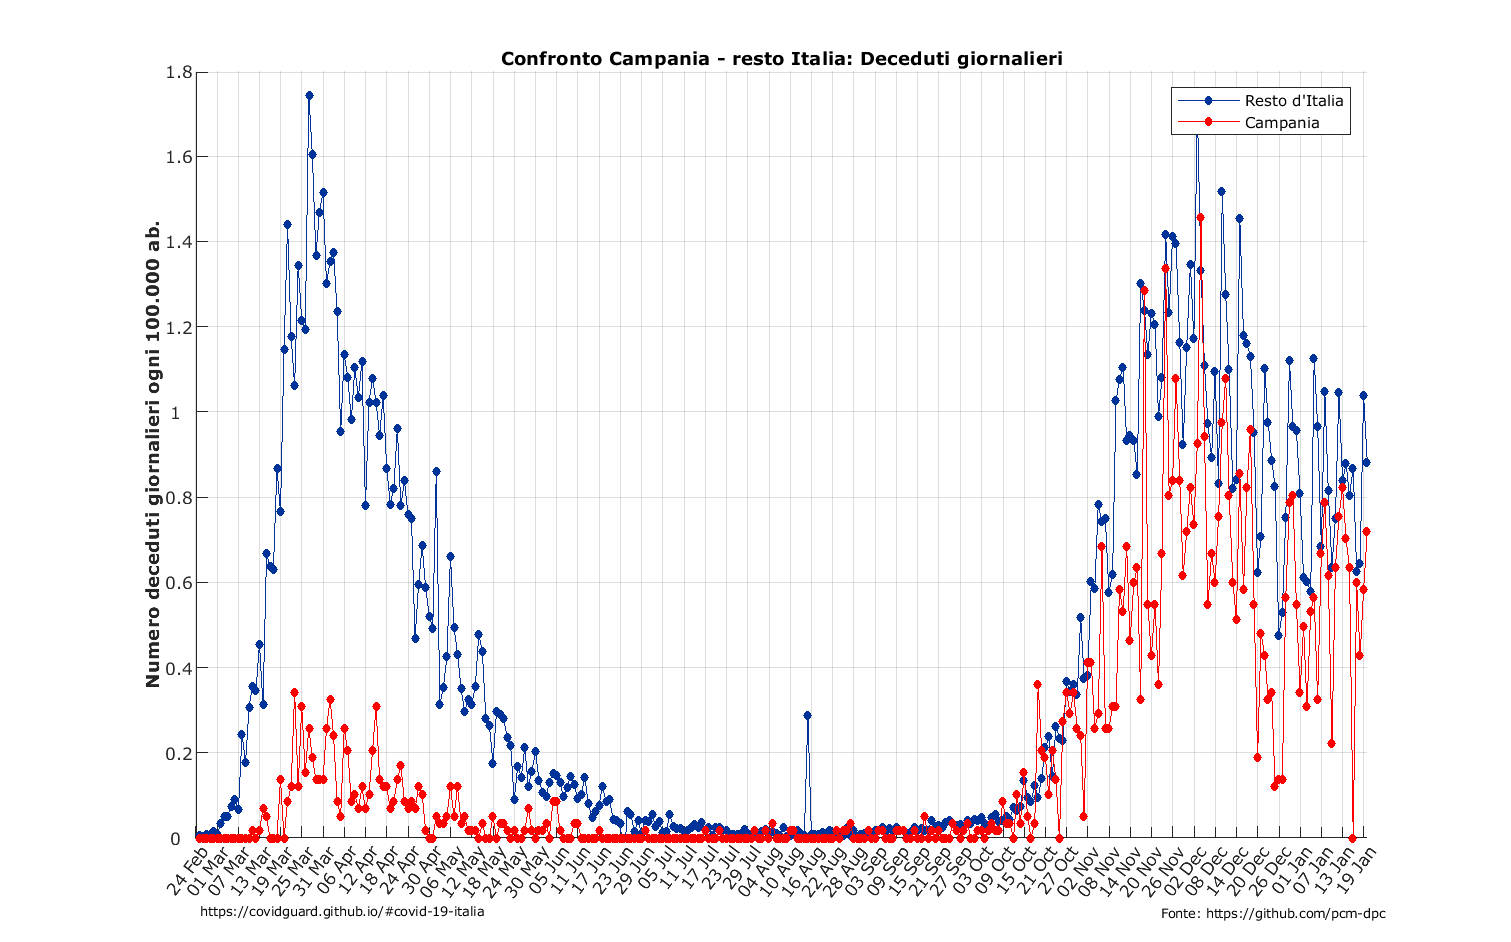 Confronto Campania - resto Italia: Deceduti giornalieri
Numero deceduti giornalieri ogni 100.000 ab.
1.8
1.6
1.4
1.2
1
0.8
0.6
0.4
0.2
0
Resto d'Italia
Campania
24 Feb
01 Mar
07 Mar
13 Mar
19 Mar
25 Mar
31 Mar
06 Apr
12 Apr
18 Apr
24 Apr
30 Apr
06 May
12 May
18 May
24 May
30 May
05 Jun
11 Jun
17 Jun
23 Jun
29 Jun
05 Jul
11 Jul
17 Jul
23 Jul
29 Jul
04 Aug
10 Aug
16 Aug
22 Aug
28 Aug
03 Sep
09 Sep
15 Sep
21 Sep
27 Sep
03 Oct
09 Oct
15 Oct
21 Oct
27 Oct
02 Nov
08 Nov
14 Nov
20 Nov
26 Nov
02 Dec
08 Dec
14 Dec
20 Dec
26 Dec
01 Jan
07 Jan
13 Jan
19 Jan
https://covidguard.github.io/#covid-19-italia
Fonte: https://github.com/pcm-dpc